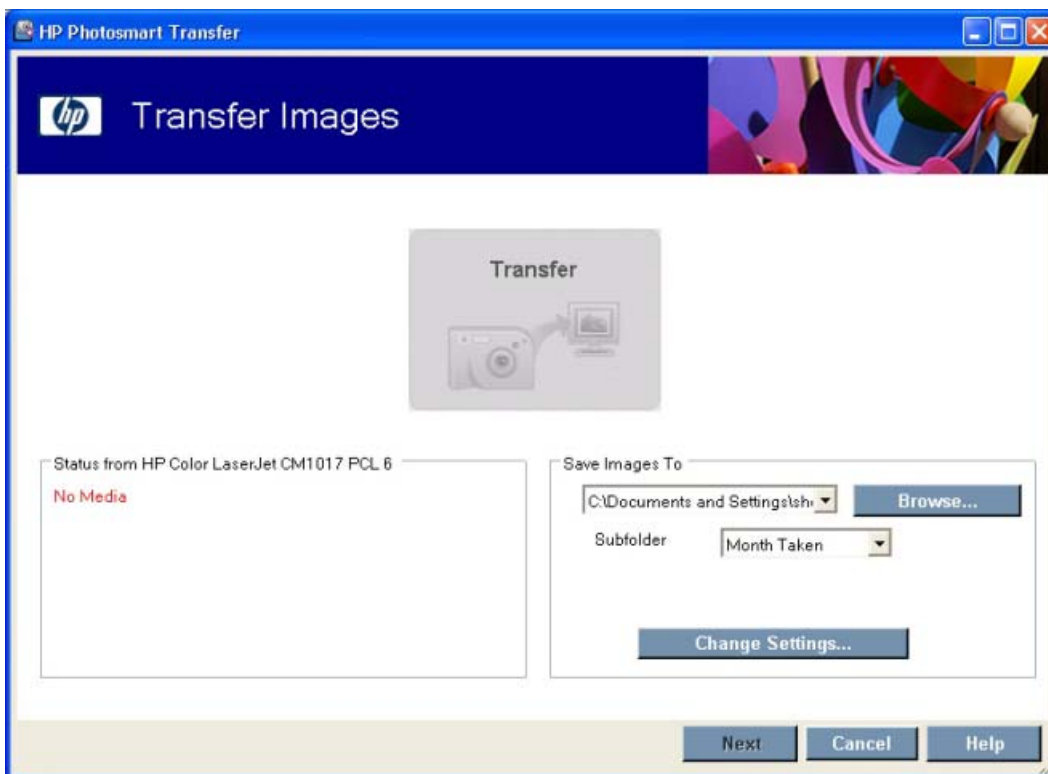 HP Photosmart Transfer
hp Transfer Images
Transfer
Status from HP Color LaserJet CM1017 PCL 6
No Media
Save Images To
C:\Documents and Settings\sh
Browse...
Subfolder
Month Taken
Change Settings...
Next Cancel Help